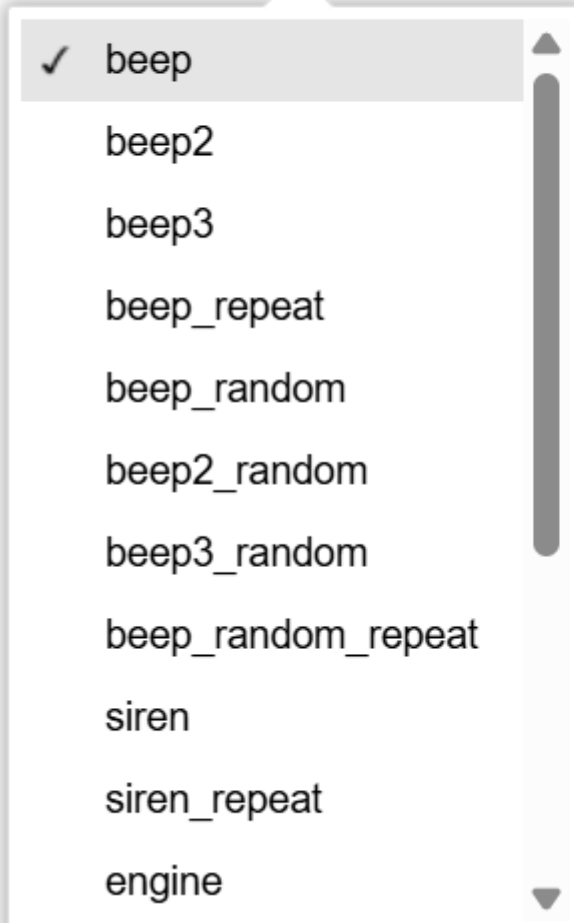 ✓ beep
beep2
beep3
beep_repeat
beep_random
beep2_random
beep3_random
beep_random_repeat
siren
siren_repeat
engine